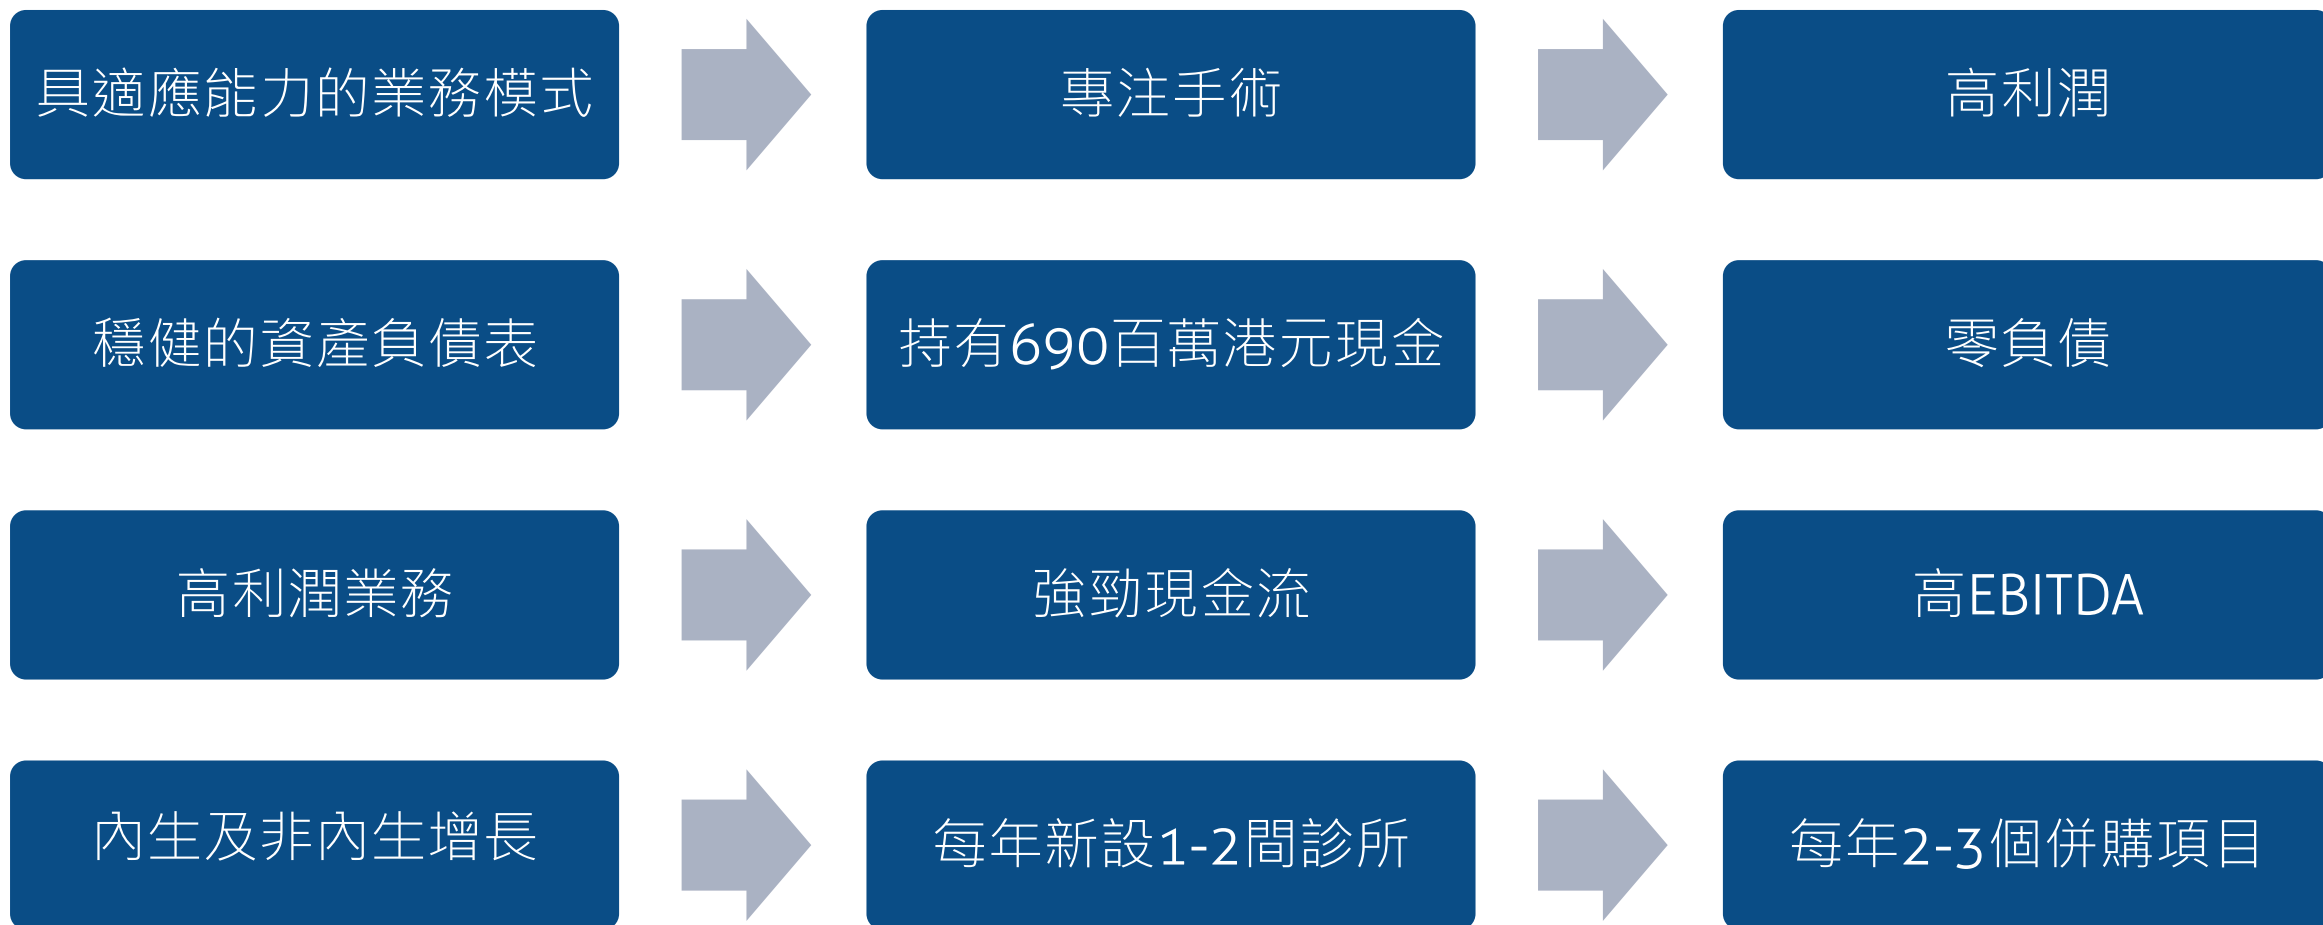 具適應能力的業務模式
專注手術
高利潤
穩健的資產負債表
持有690百萬港元現金
零負債
高利潤業務
強勁現金流
高EBITDA
內生及非內生增長
每年新設1-2間診所
每年2-3個併購項目